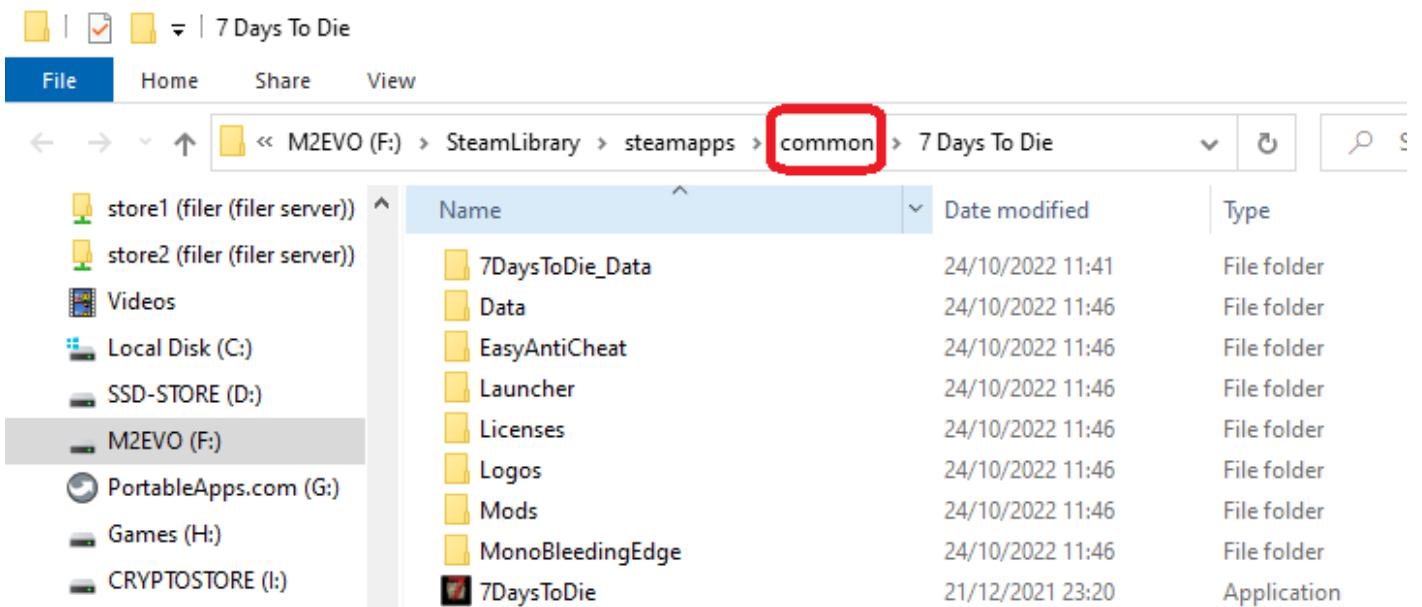 7 Days To Die
File Home Share View
« M2EVO (F:) > SteamLibrary > steamapps > common > 7 Days To Die
store1 (filer (filer server))
store2 (filer (filer server))
Videos
Local Disk (C:)
SSD-STORE (D:)
M2EVO (F:)
PortableApps.com (G:)
Games (H:)
CRYPTOSTORE (I:)
Name Date modified Type
7DaysToDie_Data 24/10/2022 11:41 File folder
Data 24/10/2022 11:46 File folder
EasyAntiCheat 24/10/2022 11:46 File folder
Launcher 24/10/2022 11:46 File folder
Licenses 24/10/2022 11:46 File folder
Logos 24/10/2022 11:46 File folder
Mods 24/10/2022 11:46 File folder
MonoBleedingEdge 24/10/2022 11:46 File folder
7DaysToDie 21/12/2021 23:20 Application